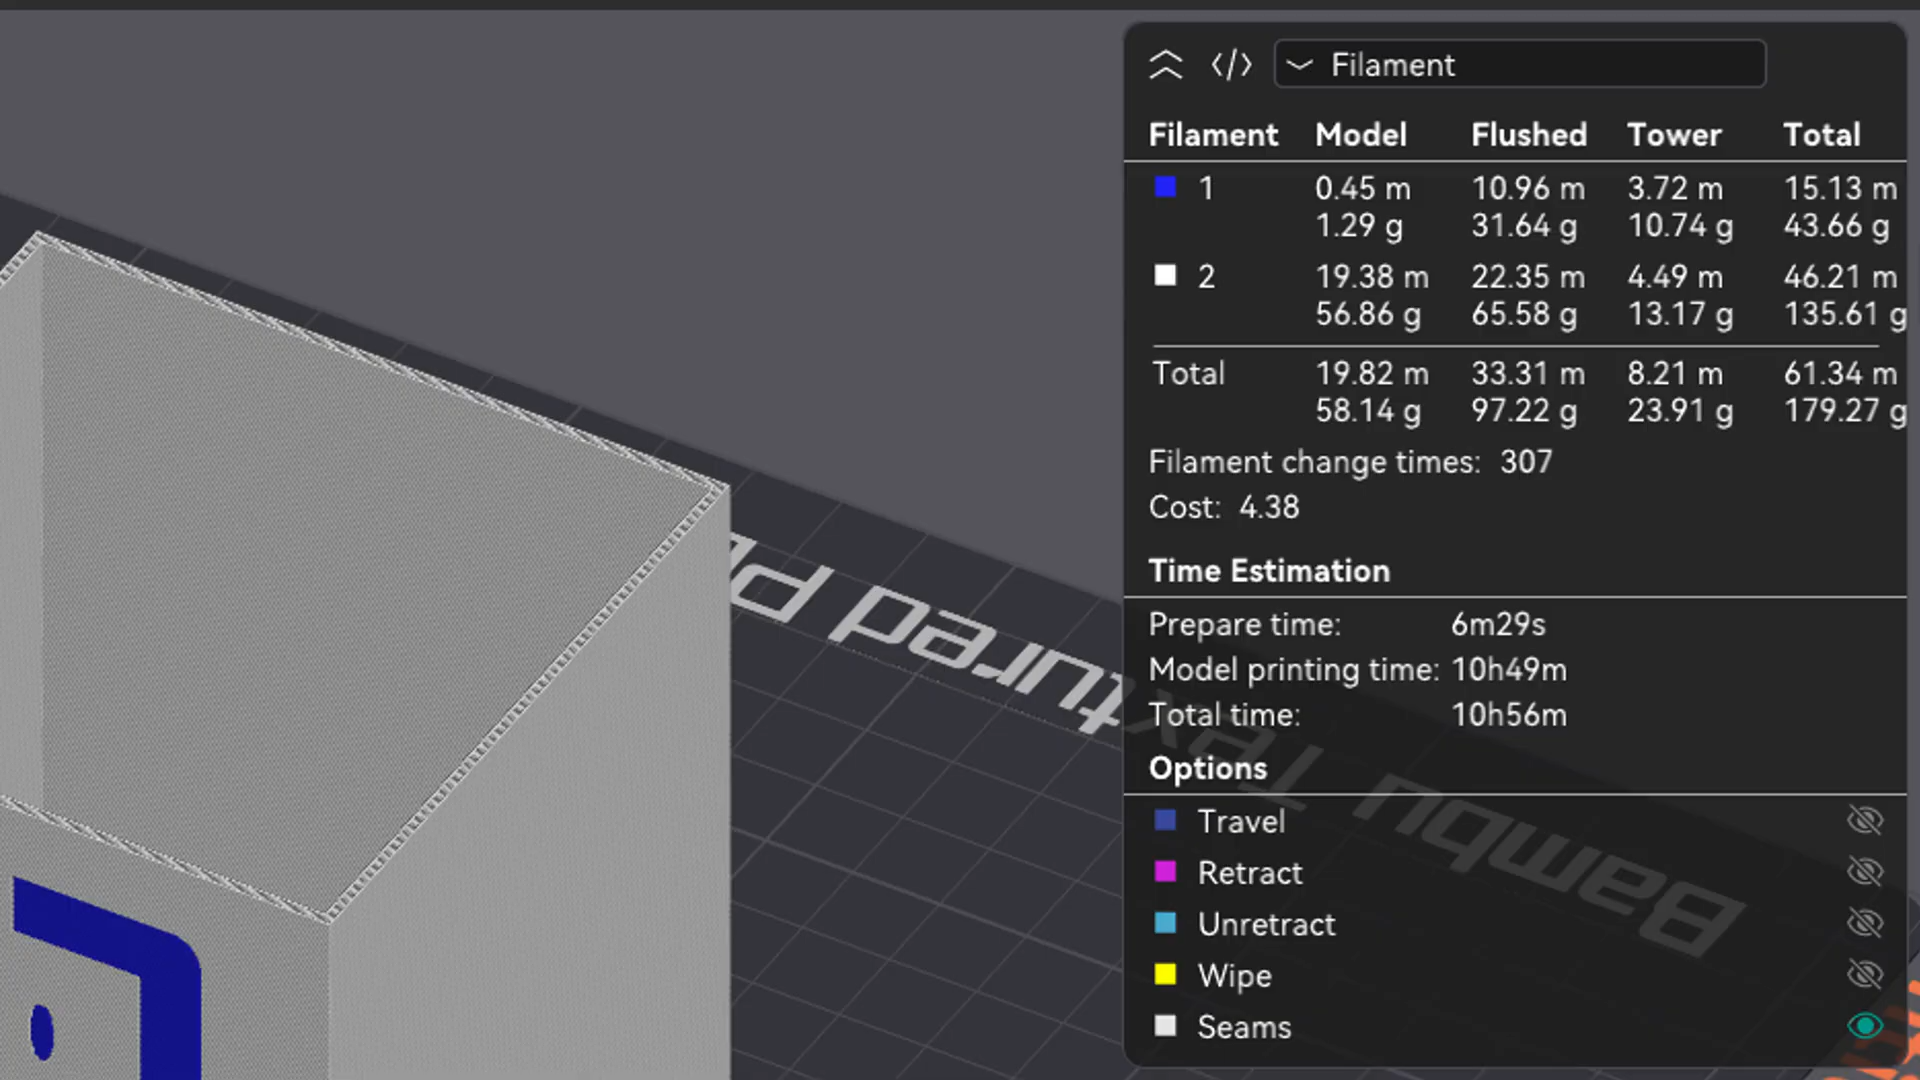 </> Filament
Filament Model Flushed Tower Total
1 0.45 m 10.96 m 3.72 m 15.13 m
1.29 g 31.64 g 10.74 g 43.66 g
2 19.38 m 22.35 m 4.49 m 46.21 m
56.86 g 65.58 g 13.17 g 135.61 g
Total 19.82 m 33.31 m 8.21 m 61.34 m
58.14 g 97.22 g 23.91 g 179.27 g
Filament change times: 307
Cost: 4.38
Time Estimation
Prepare time: 6m29s
Model printing time: 10h49m
Total time: 10h56m
Options
Travel
Retract
Unretract
Wipe
Seams
Bambu Textured Pl